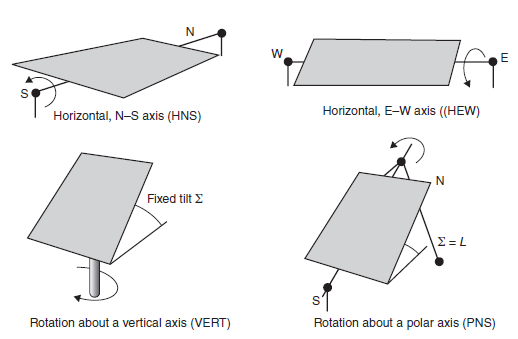 N
S
Horizontal, N–S axis (HNS)
W
E
Horizontal, E–W axis ((HEW)
Fixed tilt Σ
Rotation about a vertical axis (VERT)
N
Σ = L
S
Rotation about a polar axis (PNS)